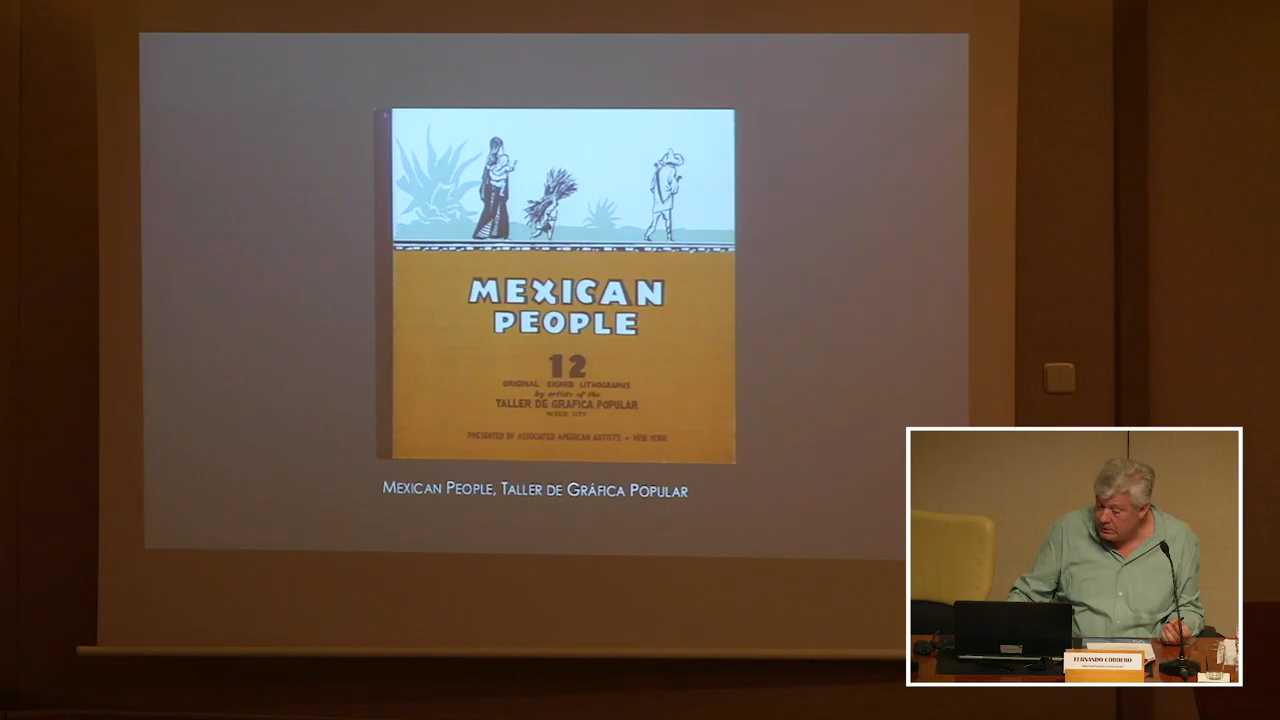 MEXICAN
PEOPLE
12
ORIGINAL SIGNED LITHOGRAPHS
by artists of the
TALLER DE GRAFICA POPULAR
MEXICO CITY
PRESENTED BY ASSOCIATED AMERICAN ARTISTS • NEW YORK
MEXICAN PEOPLE, TALLER DE GRÁFICA POPULAR
FERNANDO CORDERO